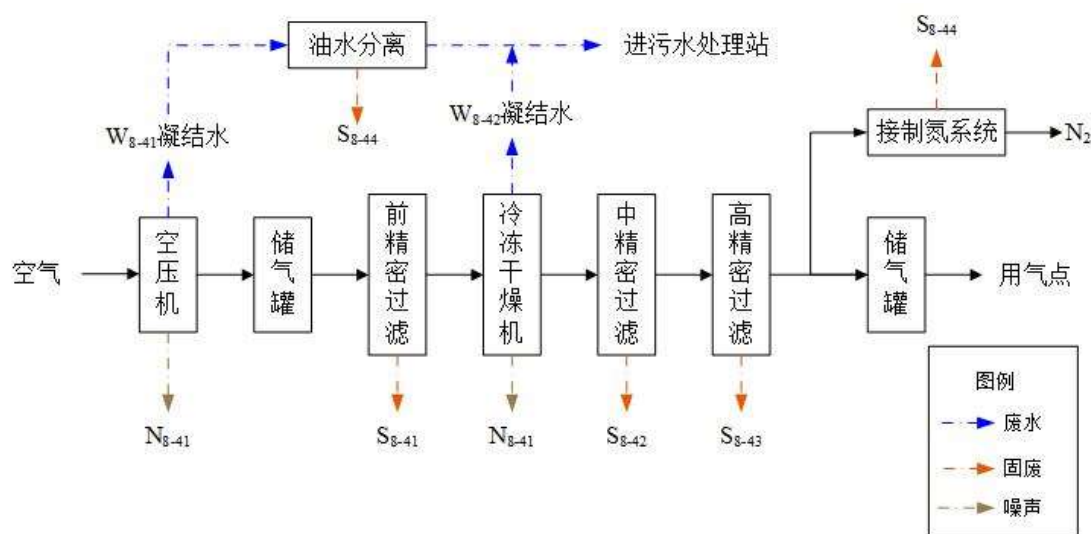 S8-44
油水分离
进污水处理站
W8-41凝结水
S8-44
W8-42凝结水
接制氮系统
N2
空气
空压机
储气罐
前精密过滤
冷冻干燥机
中精密过滤
高精密过滤
储气罐
用气点
N8-41
S8-41
N8-41
S8-42
S8-43
图例
废水
固废
噪声